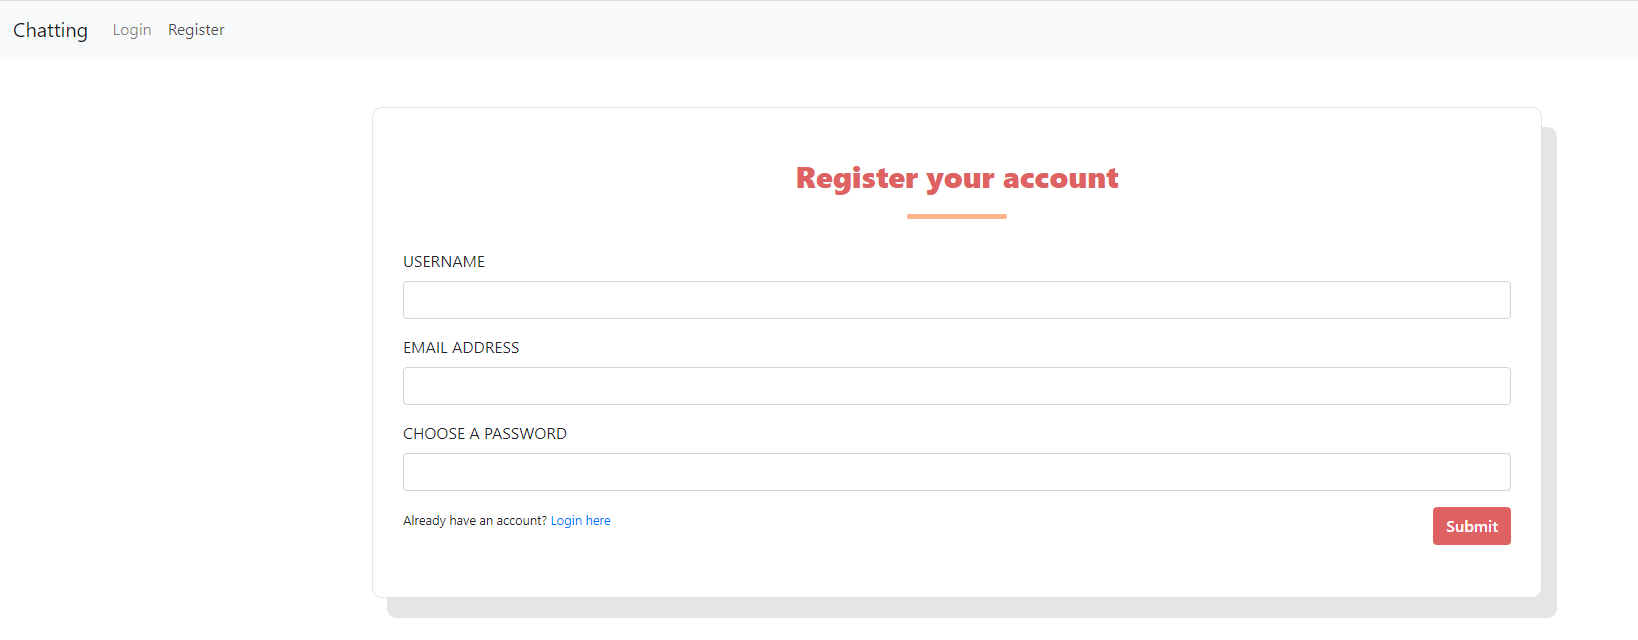 Chatting Login Register
Register your account
USERNAME
EMAIL ADDRESS
CHOOSE A PASSWORD
Already have an account? Login here
Submit